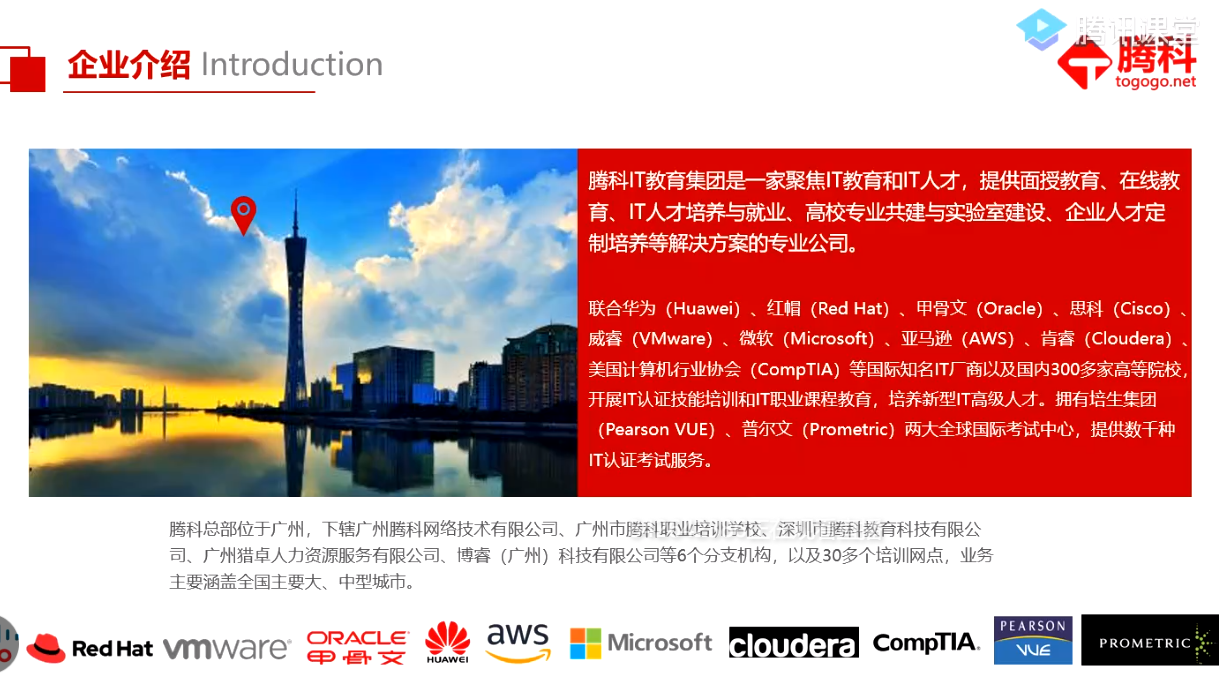 企业介绍 Introduction
腾讯课堂
腾科
togogo.net
腾科IT教育集团是一家聚焦IT教育和IT人才，提供面授教育、在线教
育、IT人才培养与就业、高校专业共建与实验室建设、企业人才定
制培养等解决方案的专业公司。
联合华为（Huawei）、红帽（Red Hat）、甲骨文（Oracle）、思科（Cisco）、
威睿（VMware）、微软（Microsoft）、亚马逊（AWS）、肯睿（Cloudera）、
美国计算机行业协会（CompTIA）等国际知名IT厂商以及国内300多家高等院校，
开展IT认证技能培训和IT职业课程教育，培养新型IT高级人才。拥有培生集团
（Pearson VUE）、普尔文（Prometric）两大全球国际考试中心，提供数千种
IT认证考试服务。
腾科总部位于广州，下辖广州腾科网络技术有限公司、广州市腾科职业培训学校、深圳市腾科教育科技有限公
司、广州猎卓人力资源服务有限公司、博睿（广州）科技有限公司等6个分支机构，以及30多个培训网点，业务
主要涵盖全国主要大、中型城市。
Red Hat vmware ORACLE 甲骨文 HUAWEI aws Microsoft cloudera CompTIA. PEARSON VUE PROMETRIC